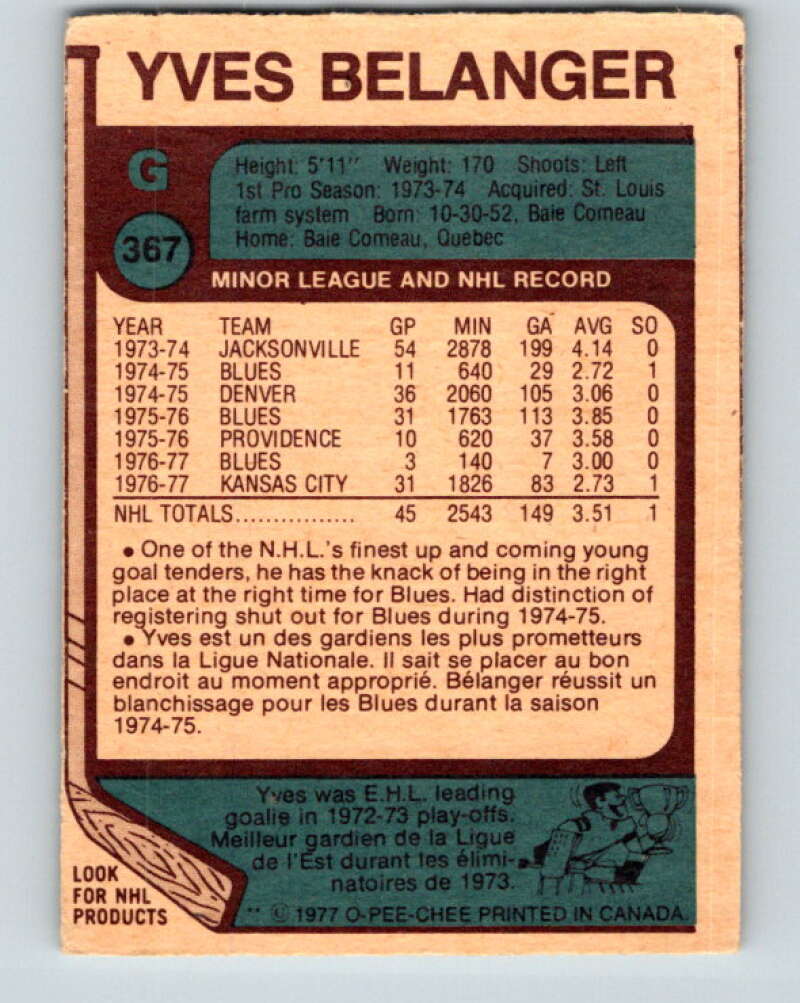 YVES BELANGER
G
Height: 5'11" Weight: 170 Shoots: Left
1st Pro Season: 1973-74 Acquired: St. Louis
farm system Born: 10-30-52, Baie Comeau
Home: Baie Comeau, Quebec
367
MINOR LEAGUE AND NHL RECORD
YEAR TEAM GP MIN GA AVG SO
1973-74 JACKSONVILLE 54 2878 199 4.14 0
1974-75 BLUES 11 640 29 2.72 1
1974-75 DENVER 36 2060 105 3.06 0
1975-76 BLUES 31 1763 113 3.85 0
1975-76 PROVIDENCE 10 620 37 3.58 0
1976-77 BLUES 3 140 7 3.00 0
1976-77 KANSAS CITY 31 1826 83 2.73 1
NHL TOTALS................ 45 2543 149 3.51 1
• One of the N.H.L.'s finest up and coming young
goal tenders, he has the knack of being in the right
place at the right time for Blues. Had distinction of
registering shut out for Blues during 1974-75.
• Yves est un des gardiens les plus prometteurs
dans la Ligue Nationale. Il sait se placer au bon
endroit au moment approprié. Bélanger réussit un
blanchissage pour les Blues durant la saison
1974-75.
Yves was E.H.L. leading
goalie in 1972-73 play-offs.
Meilleur gardien de la Ligue
de l'Est durant les élimi-
natoires de 1973.
LOOK
FOR NHL
PRODUCTS
** © 1977 O-PEE-CHEE PRINTED IN CANADA.